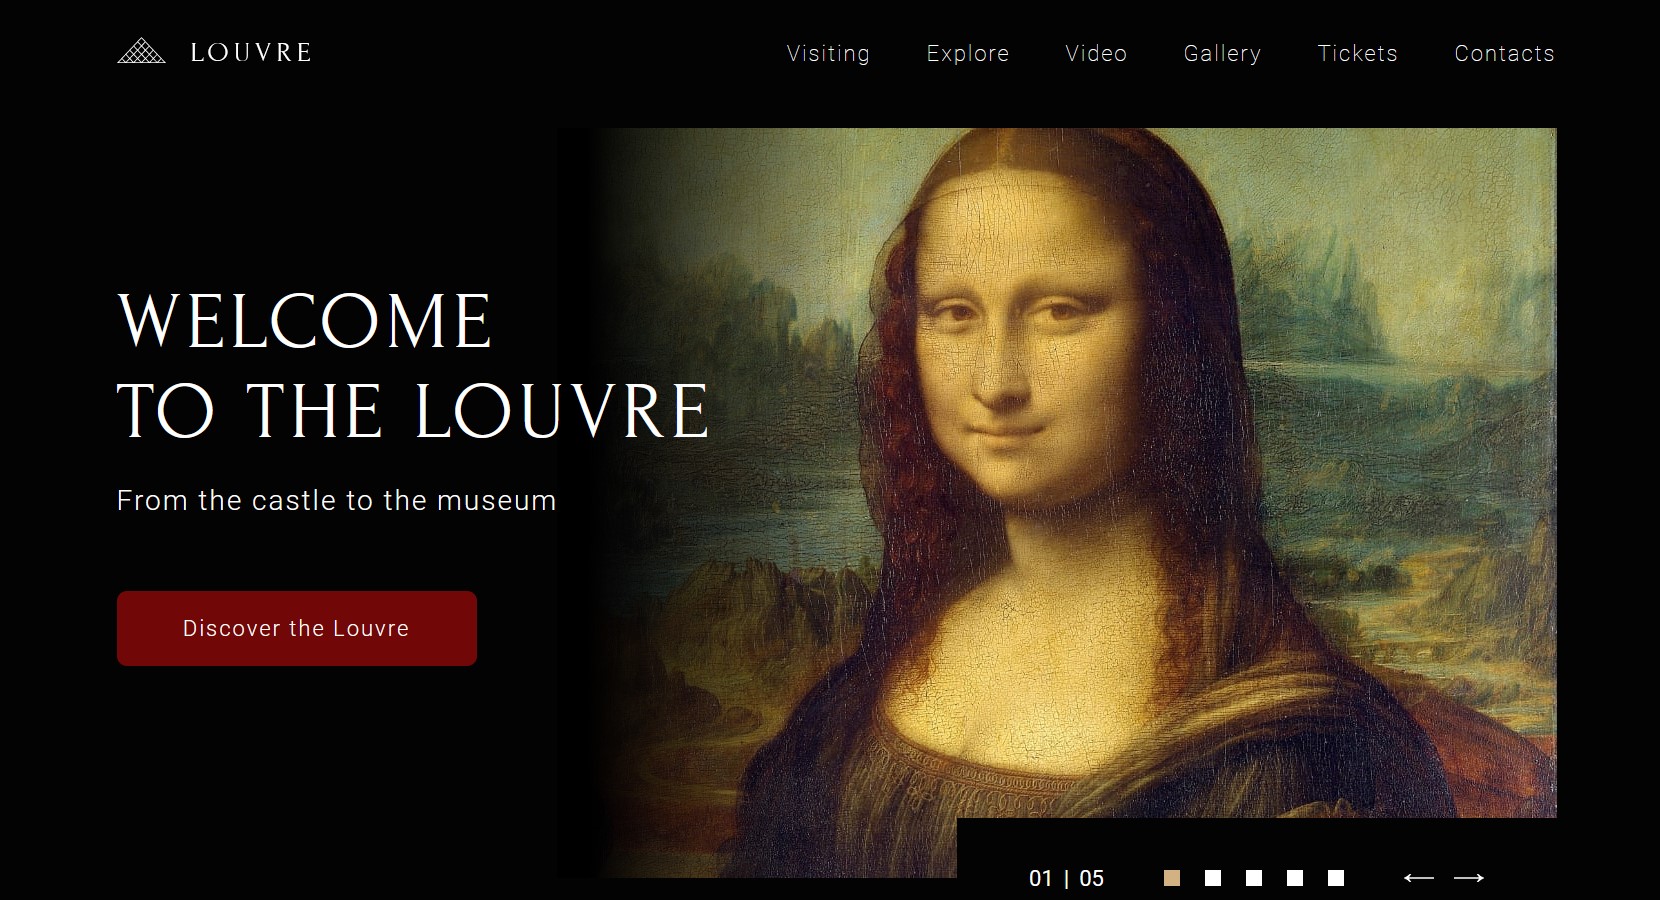 LOUVRE
Visiting Explore Video Gallery Tickets Contacts
WELCOME
TO THE LOUVRE
From the castle to the museum
Discover the Louvre
01 | 05